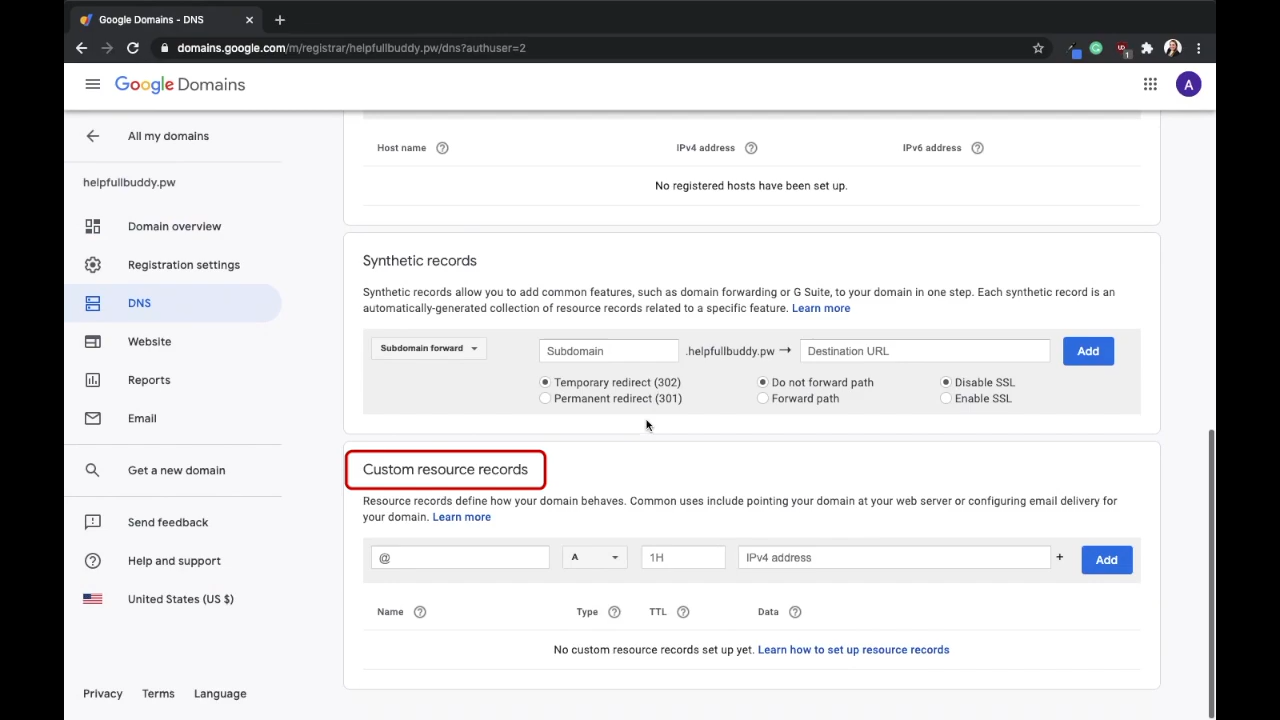 Google Domains - DNS
domains.google.com/m/registrar/helpfullbuddy.pw/dns?authuser=2
1
Google Domains
A
All my domains
helpfullbuddy.pw
Domain overview
Registration settings
DNS
Website
Reports
Email
Get a new domain
Send feedback
Help and support
United States (US $)
Privacy Terms Language
Host name ? IPv4 address ? IPv6 address ?
No registered hosts have been set up.
Synthetic records
Synthetic records allow you to add common features, such as domain forwarding or G Suite, to your domain in one step. Each synthetic record is an
automatically-generated collection of resource records related to a specific feature. Learn more
Subdomain forward Subdomain .helpfullbuddy.pw → Destination URL Add
Temporary redirect (302) Do not forward path Disable SSL
Permanent redirect (301) Forward path Enable SSL
Custom resource records
Resource records define how your domain behaves. Common uses include pointing your domain at your web server or configuring email delivery for
your domain. Learn more
@ A 1H IPv4 address + Add
Name ? Type ? TTL ? Data ?
No custom resource records set up yet. Learn how to set up resource records